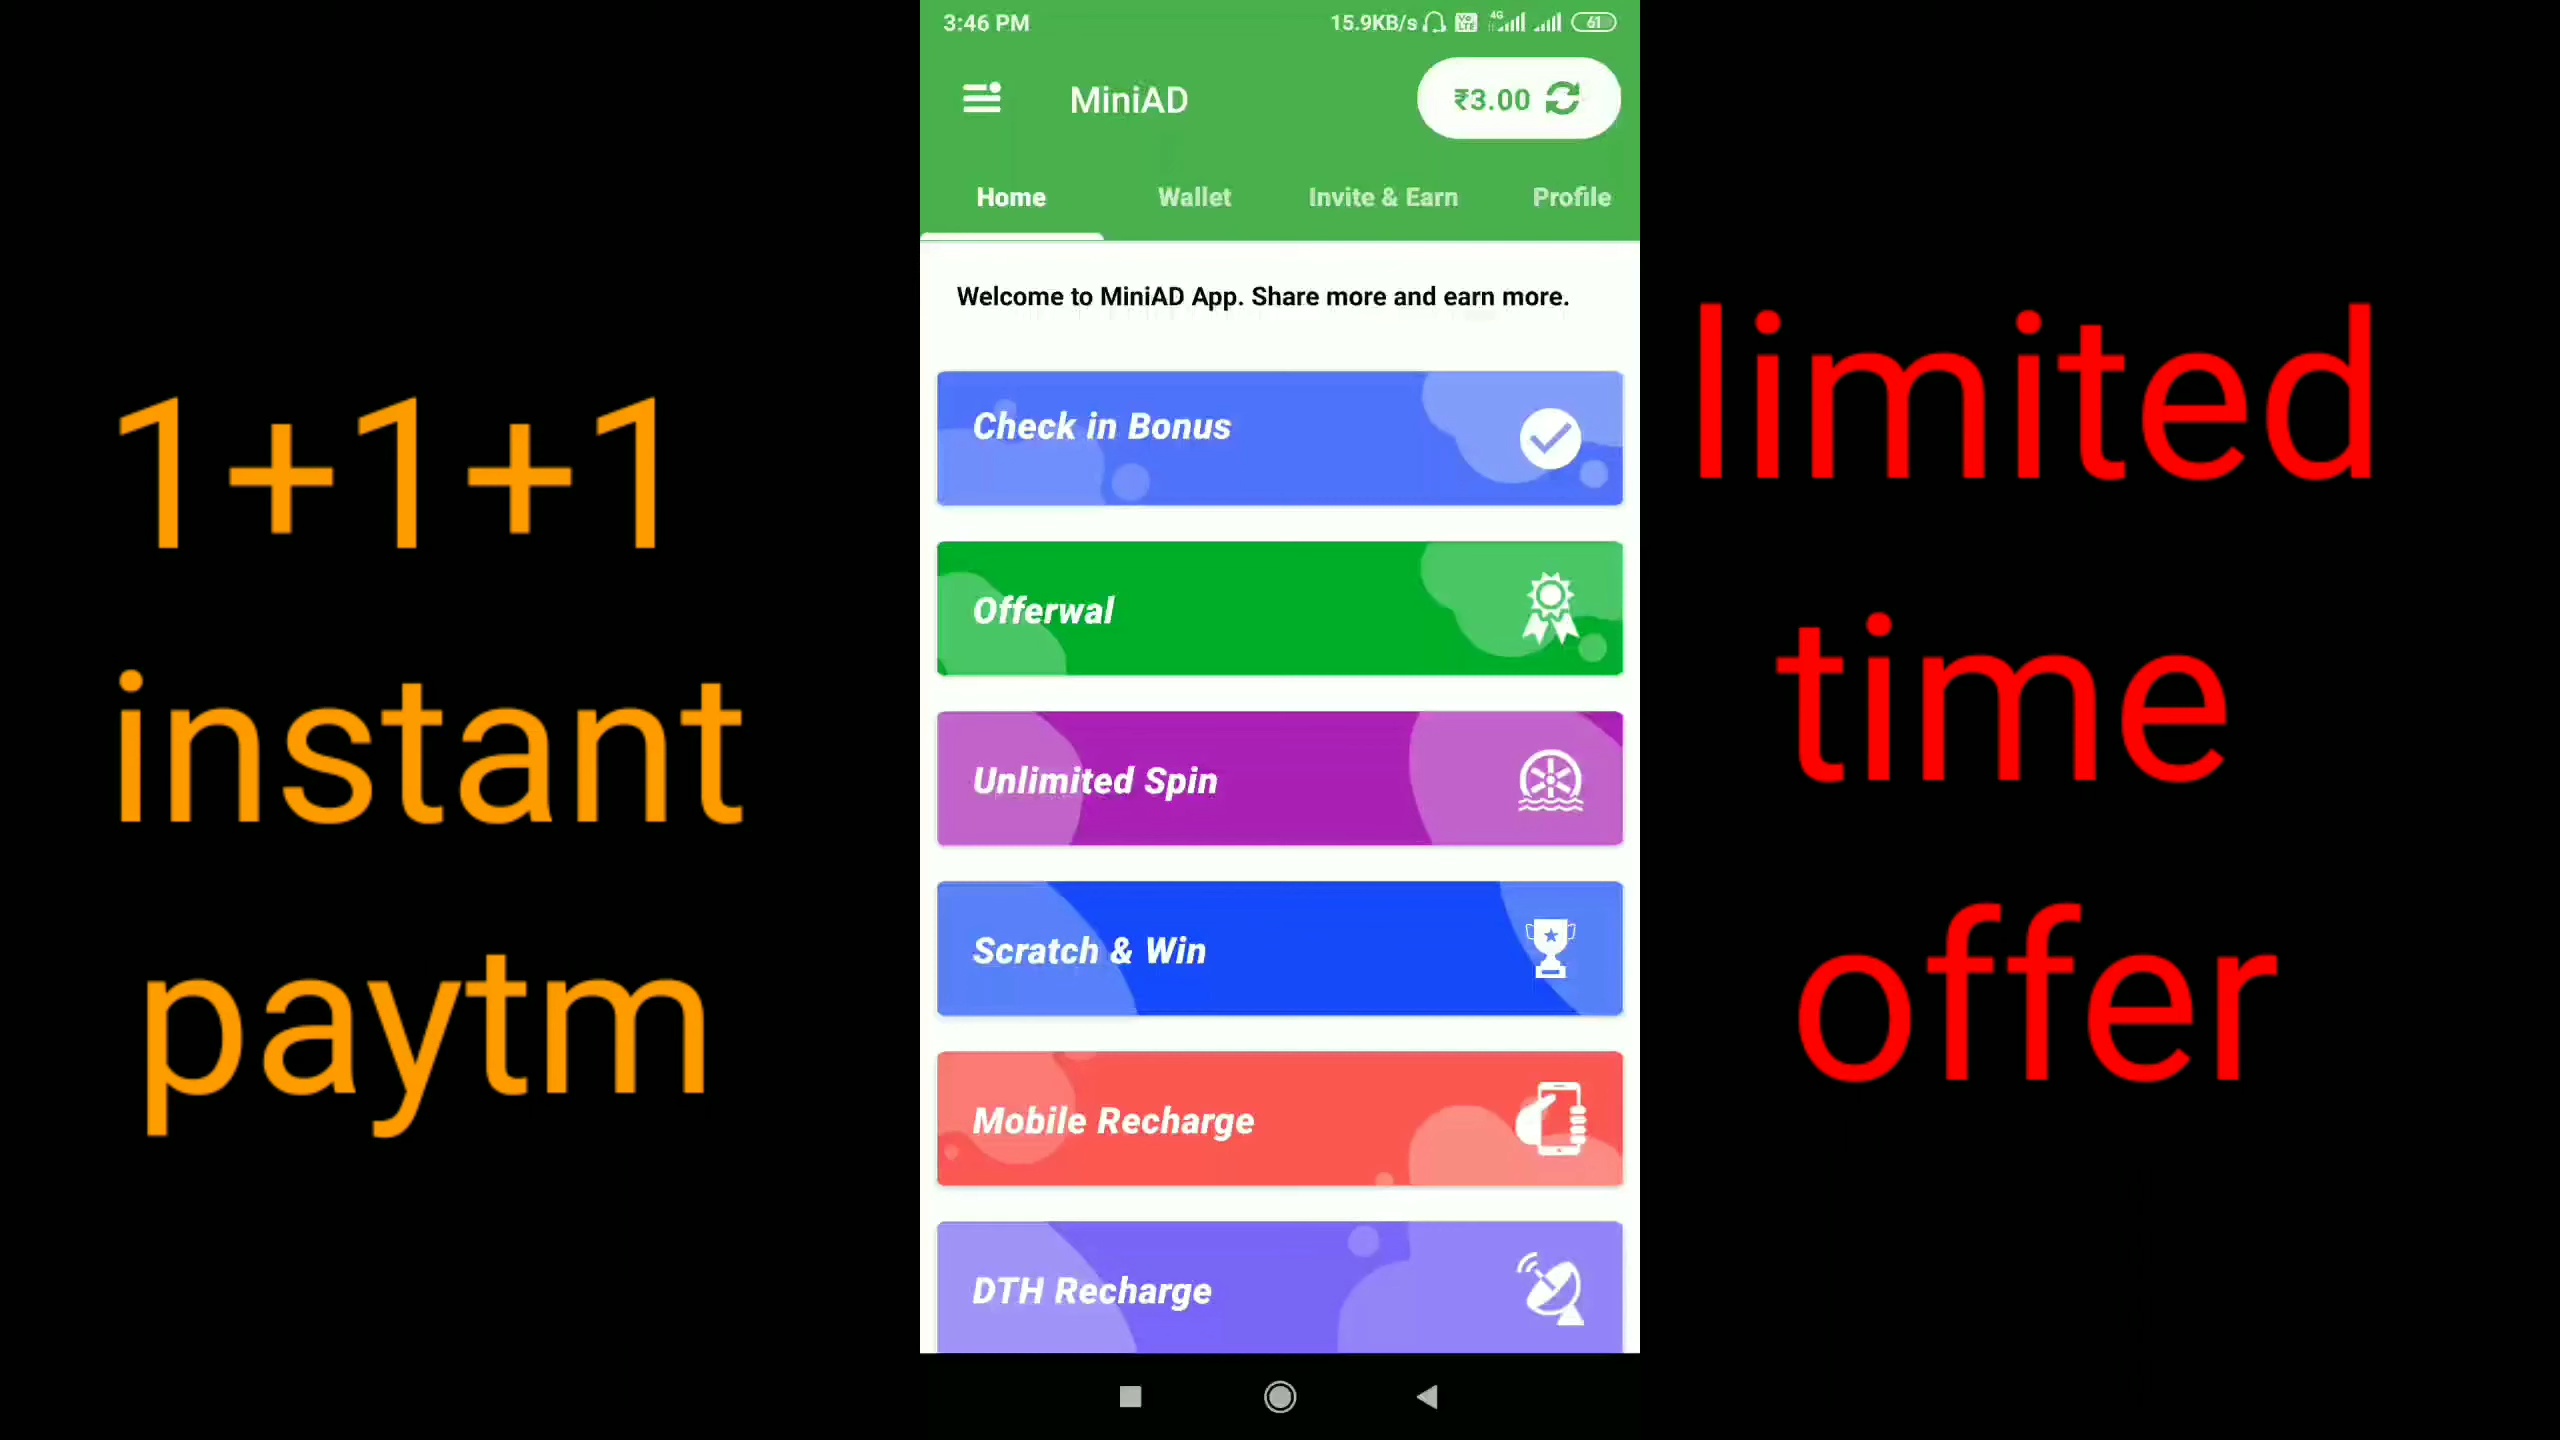 1+1+1
instant
paytm
3:46 PM
15.9KB/s 4G 61
MiniAD
₹3.00
Home Wallet Invite & Earn Profile
Welcome to MiniAD App. Share more and earn more.
Check in Bonus
Offerwal
Unlimited Spin
Scratch & Win
Mobile Recharge
DTH Recharge
limited
time
offer